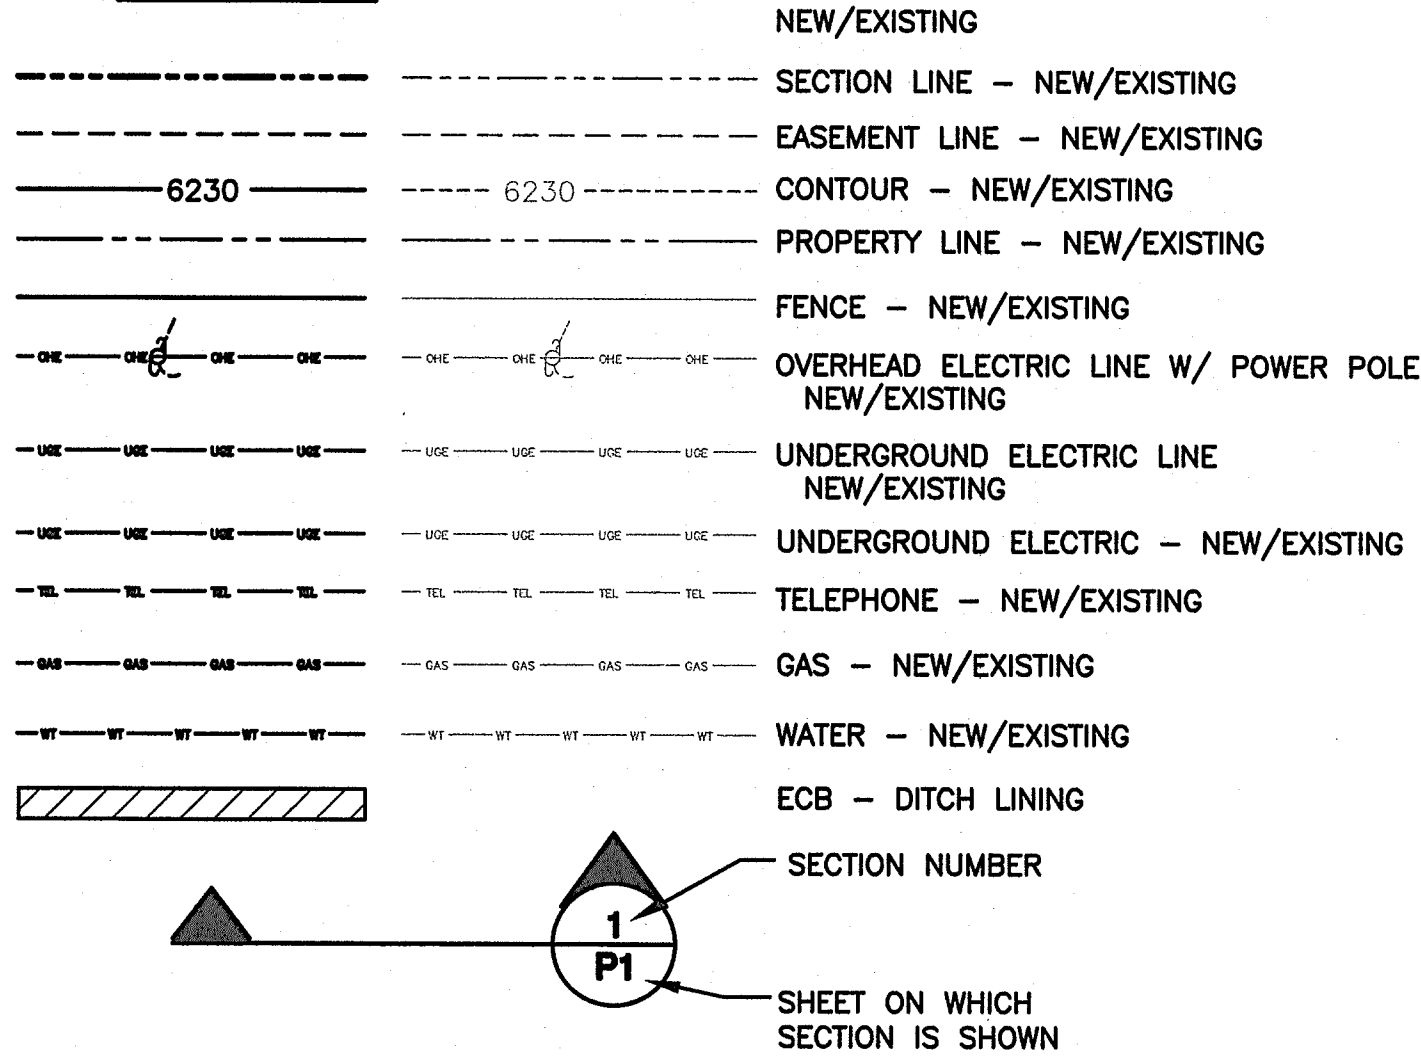 NEW/EXISTING
SECTION LINE – NEW/EXISTING
EASEMENT LINE – NEW/EXISTING
6230 6230 CONTOUR – NEW/EXISTING
PROPERTY LINE – NEW/EXISTING
FENCE – NEW/EXISTING
OHE OHE OHE OHE OHE OHE OHE OHE OVERHEAD ELECTRIC LINE W/ POWER POLE
NEW/EXISTING
UGE UGE UGE UGE UGE UGE UGE UGE UNDERGROUND ELECTRIC LINE
NEW/EXISTING
UGE UGE UGE UGE UGE UGE UGE UGE UNDERGROUND ELECTRIC – NEW/EXISTING
TEL TEL TEL TEL TEL TEL TEL TEL TELEPHONE – NEW/EXISTING
GAS GAS GAS GAS GAS GAS GAS GAS GAS – NEW/EXISTING
WT WT WT WT WT WT WT WT WT WT WATER – NEW/EXISTING
ECB – DITCH LINING
SECTION NUMBER
1
P1
SHEET ON WHICH
SECTION IS SHOWN